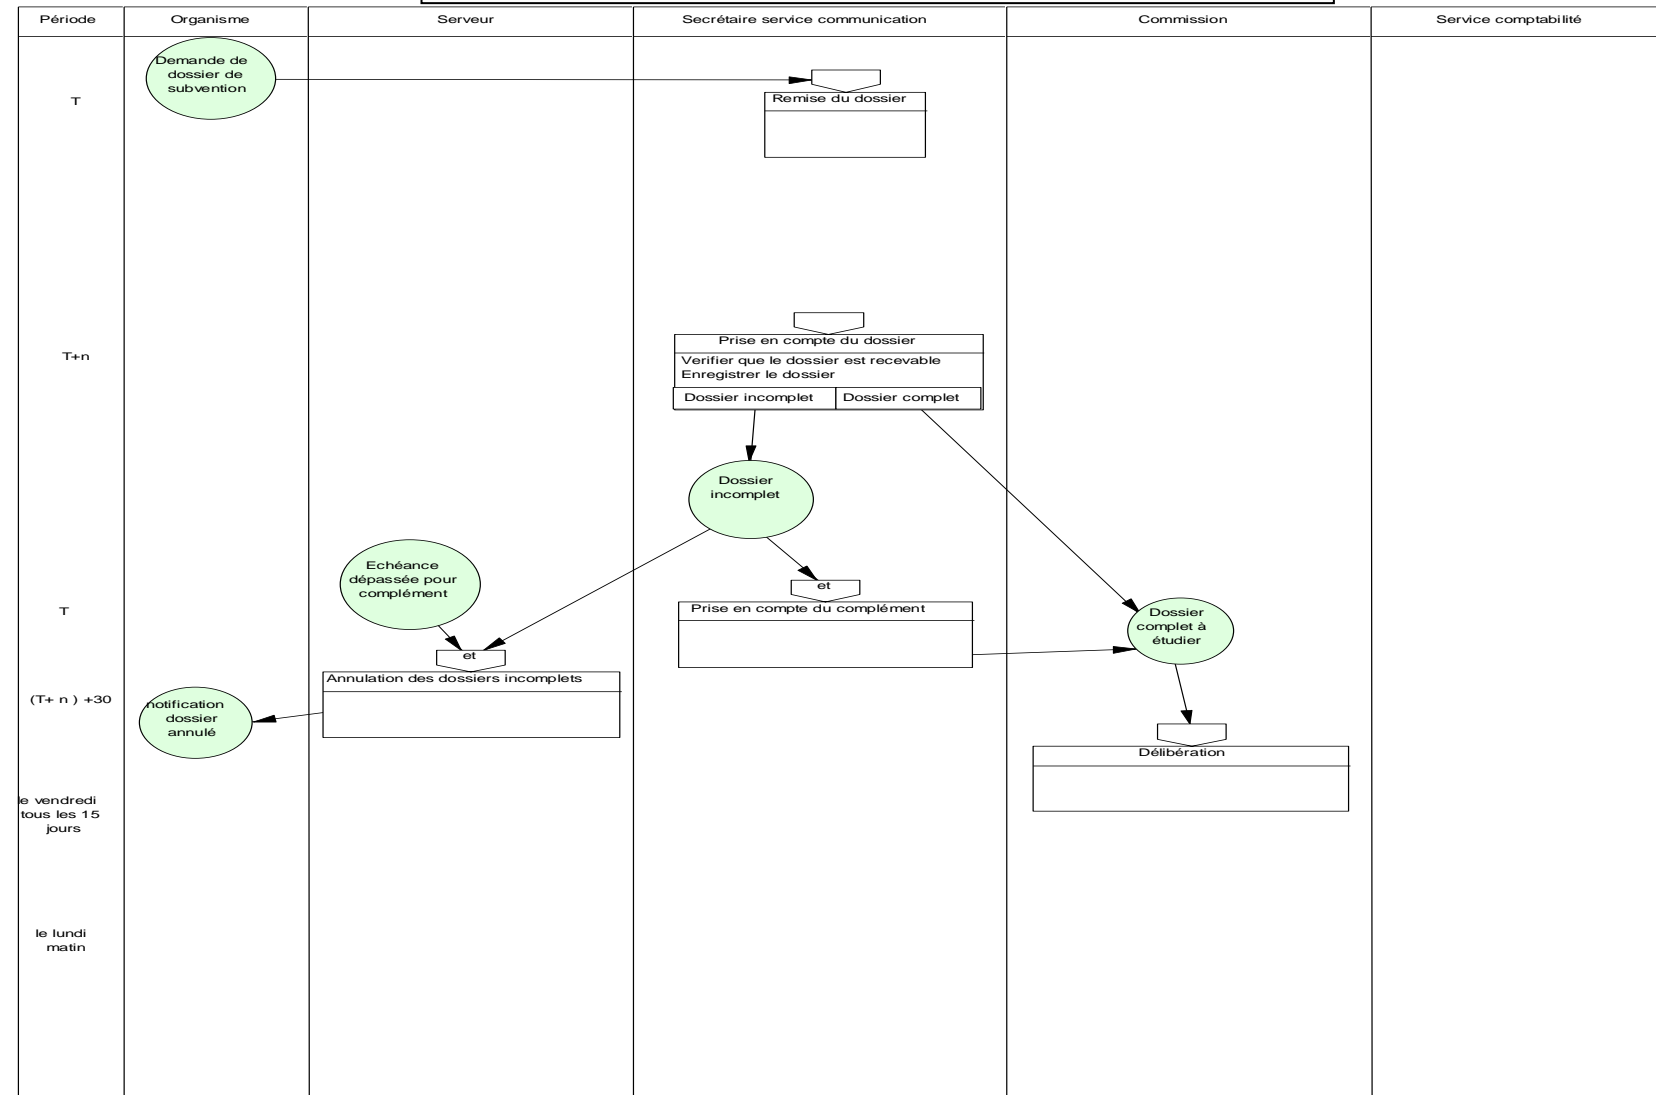 Période
Organisme
Serveur
Secrétaire service communication
Commission
Service comptabilité
Demande de
dossier de
subvention
T
Remise du dossier
T+n
Prise en compte du dossier
Verifier que le dossier est recevable
Enregistrer le dossier
Dossier incomplet
Dossier complet
Dossier
incomplet
Echéance
dépassée pour
complément
et
T
Prise en compte du complément
Dossier
complet à
étudier
et
Annulation des dossiers incomplets
(T+ n ) +30
notification
dossier
annulé
Délibération
le vendredi
tous les 15
jours
le lundi
matin